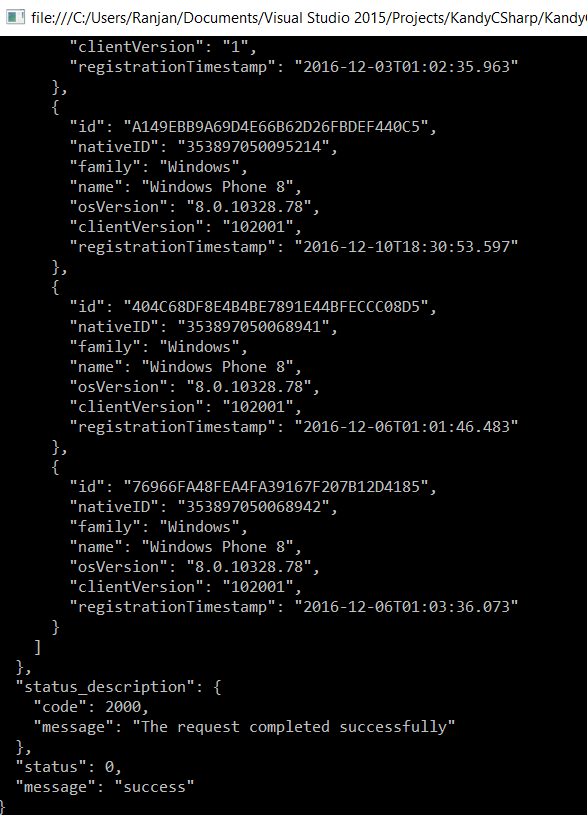 file:///C:/Users/Ranjan/Documents/Visual Studio 2015/Projects/KandyCSharp/Kandy
"clientVersion": "1",
"registrationTimestamp": "2016-12-03T01:02:35.963"
},
{
"id": "A149EBB9A69D4E66B62D26FBDEF440C5",
"nativeID": "353897050095214",
"family": "Windows",
"name": "Windows Phone 8",
"osVersion": "8.0.10328.78",
"clientVersion": "102001",
"registrationTimestamp": "2016-12-10T18:30:53.597"
},
{
"id": "404C68DF8E4B4BE7891E44BFECCC08D5",
"nativeID": "353897050068941",
"family": "Windows",
"name": "Windows Phone 8",
"osVersion": "8.0.10328.78",
"clientVersion": "102001",
"registrationTimestamp": "2016-12-06T01:01:46.483"
},
{
"id": "76966FA48FEA4FA39167F207B12D4185",
"nativeID": "353897050068942",
"family": "Windows",
"name": "Windows Phone 8",
"osVersion": "8.0.10328.78",
"clientVersion": "102001",
"registrationTimestamp": "2016-12-06T01:03:36.073"
}
]
},
"status_description": {
"code": 2000,
"message": "The request completed successfully"
},
"status": 0,
"message": "success"
}